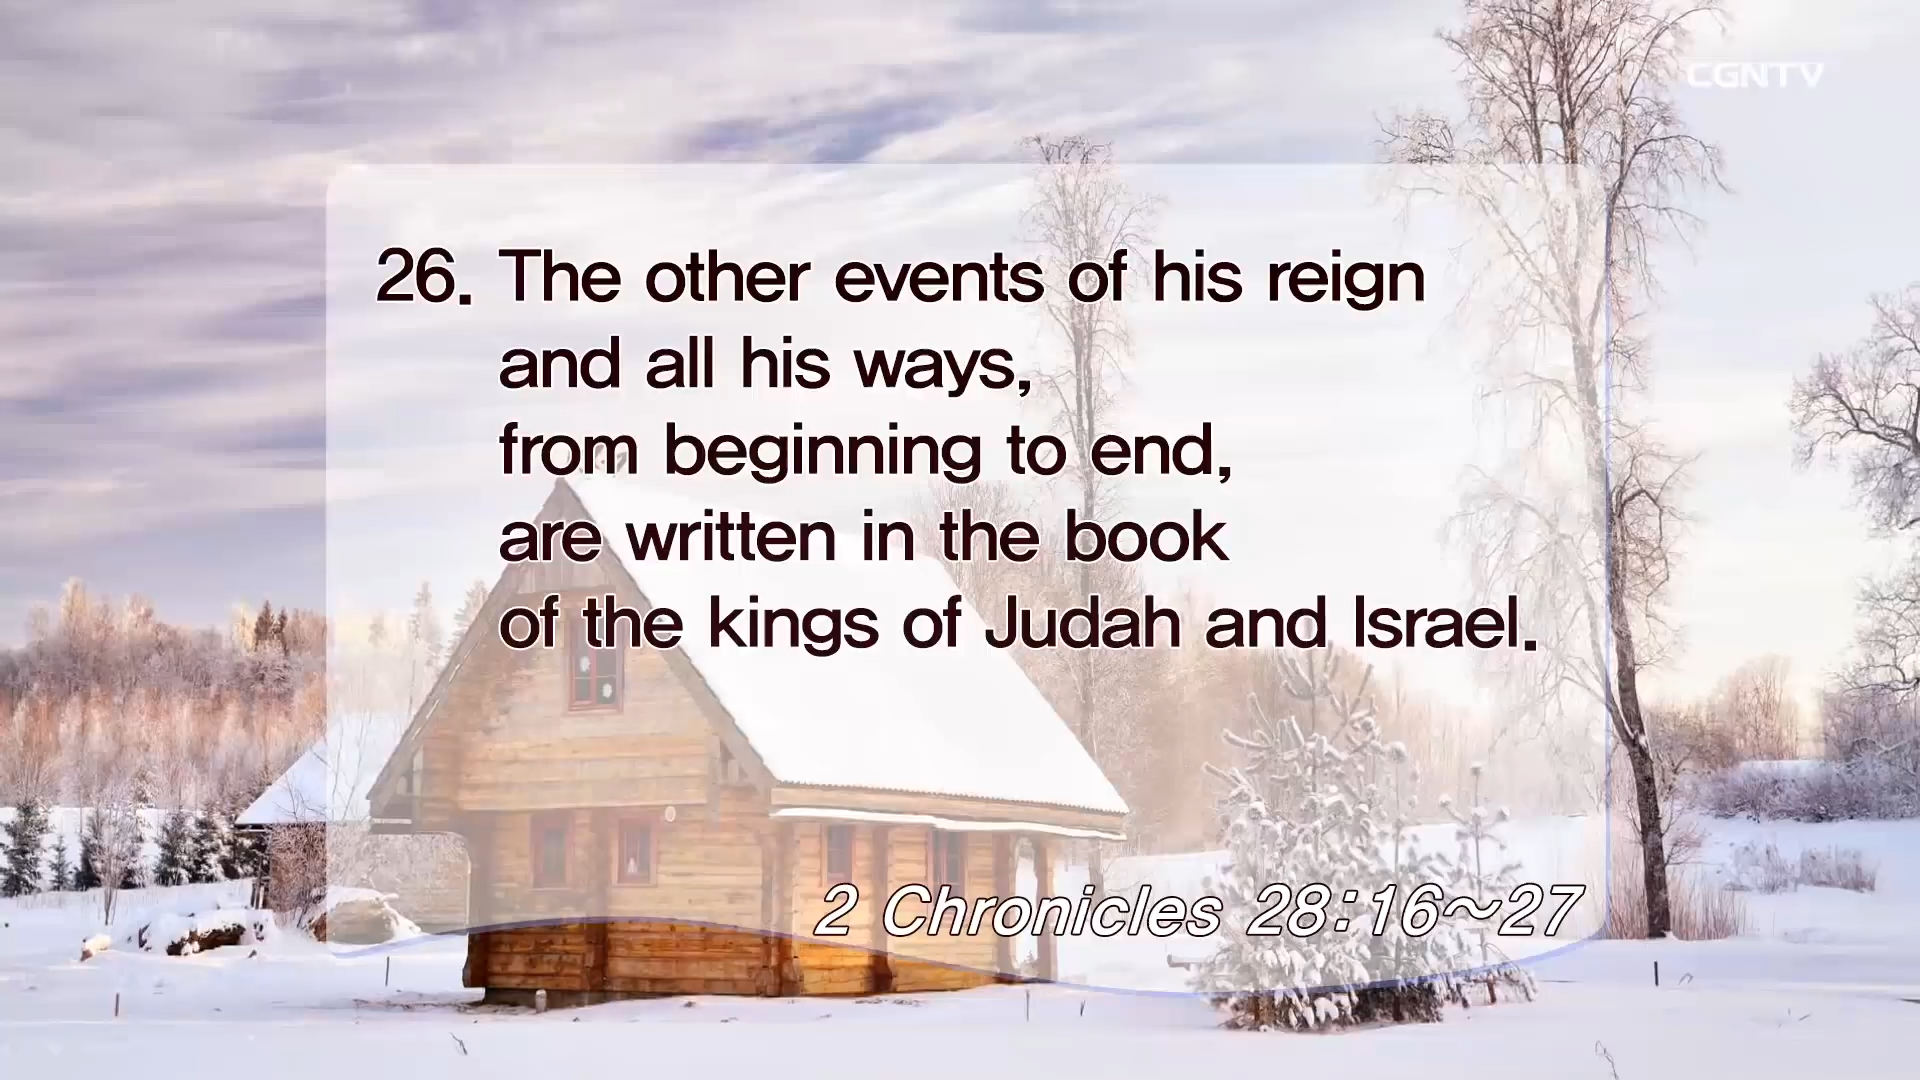 CGNTV
26. The other events of his reign
and all his ways,
from beginning to end,
are written in the book
of the kings of Judah and Israel.
2 Chronicles 28:16~27